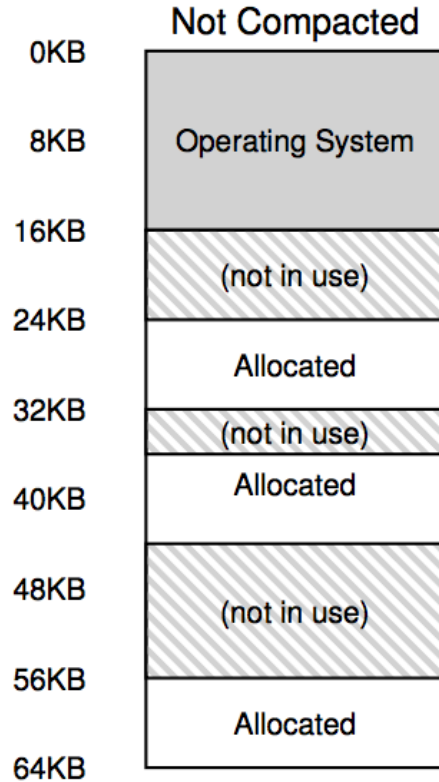 Not Compacted
0KB
8KB
Operating System
16KB
(not in use)
24KB
Allocated
32KB
(not in use)
Allocated
40KB
48KB
(not in use)
56KB
Allocated
64KB